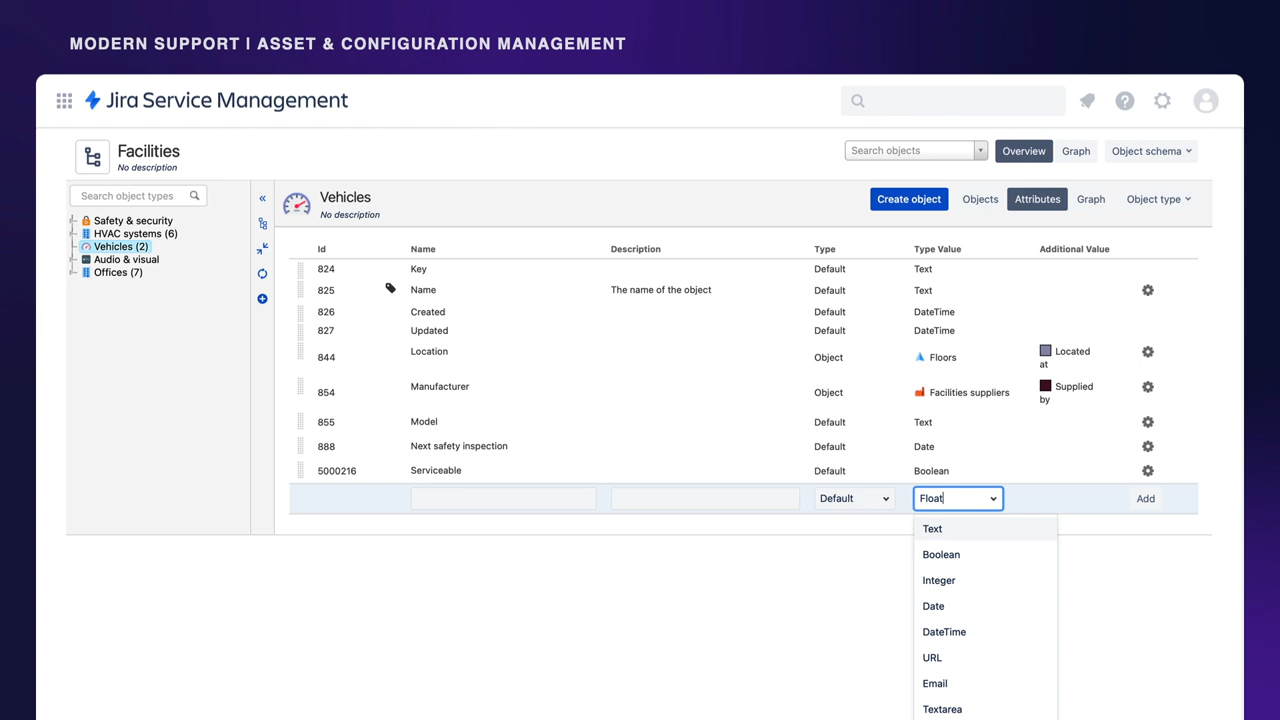 MODERN SUPPORT | ASSET & CONFIGURATION MANAGEMENT
Jira Service Management
Facilities
No description
Search objects
Overview
Graph
Object schema
Search object types
Safety & security
HVAC systems (6)
Vehicles (2)
Audio & visual
Offices (7)
Vehicles
No description
Create object
Objects
Attributes
Graph
Object type
Id Name Description Type Type Value Additional Value
824 Key Default Text
825 Name The name of the object Default Text
826 Created Default DateTime
827 Updated Default DateTime
844 Location Object Floors Located at
854 Manufacturer Object Facilities suppliers Supplied by
855 Model Default Text
888 Next safety inspection Default Date
5000216 Serviceable Default Boolean
Default Float Add
Text
Boolean
Integer
Date
DateTime
URL
Email
Textarea